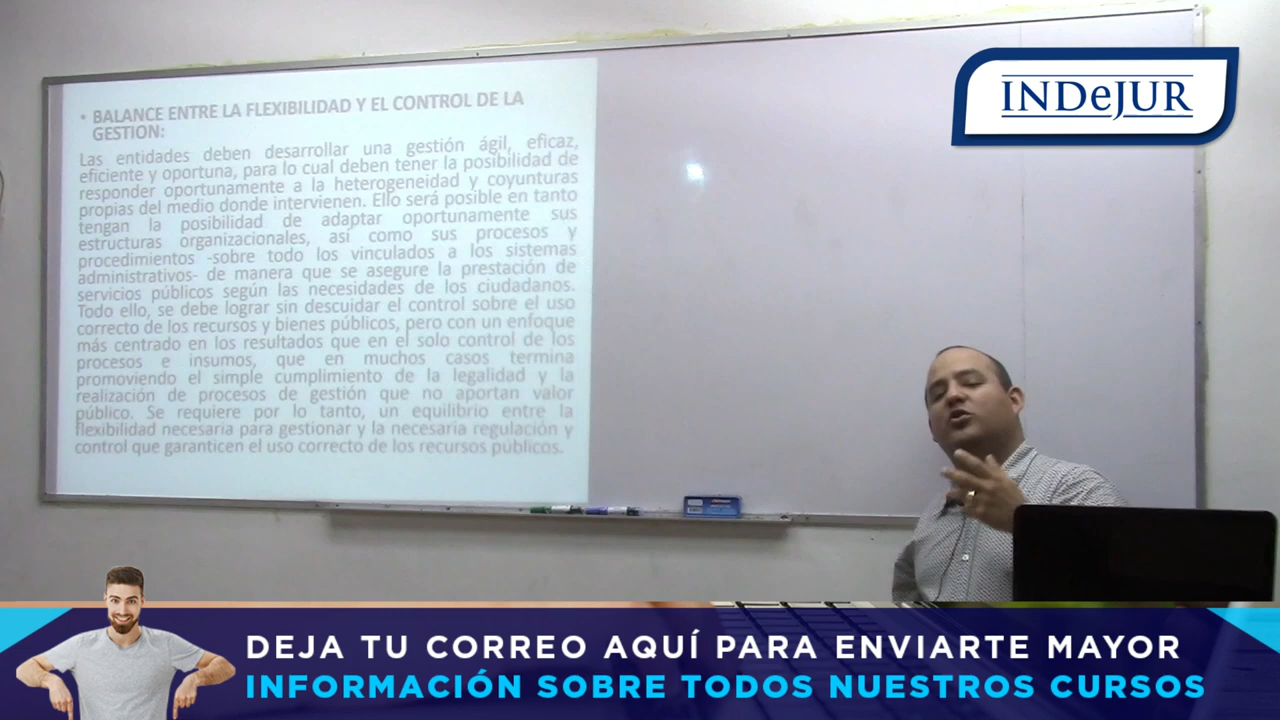 INDeJUR
• BALANCE ENTRE LA FLEXIBILIDAD Y EL CONTROL DE LA
GESTION:
Las entidades deben desarrollar una gestión ágil, eficaz,
eficiente y oportuna, para lo cual deben tener la posibilidad de
responder oportunamente a la heterogeneidad y coyunturas
propias del medio donde intervienen. Ello será posible en tanto
tengan la posibilidad de adaptar oportunamente sus
estructuras organizacionales, así como sus procesos y
procedimientos -sobre todo los vinculados a los sistemas
administrativos- de manera que se asegure la prestación de
servicios públicos según las necesidades de los ciudadanos.
Todo ello, se debe lograr sin descuidar el control sobre el uso
correcto de los recursos y bienes públicos, pero con un enfoque
más centrado en los resultados que en el solo control de los
procesos e insumos, que en muchos casos termina
promoviendo el simple cumplimiento de la legalidad y la
realización de procesos de gestión que no aportan valor
público. Se requiere por lo tanto, un equilibrio entre la
flexibilidad necesaria para gestionar y la necesaria regulación y
control que garanticen el uso correcto de los recursos públicos.
DEJA TU CORREO AQUÍ PARA ENVIARTE MAYOR
INFORMACIÓN SOBRE TODOS NUESTROS CURSOS